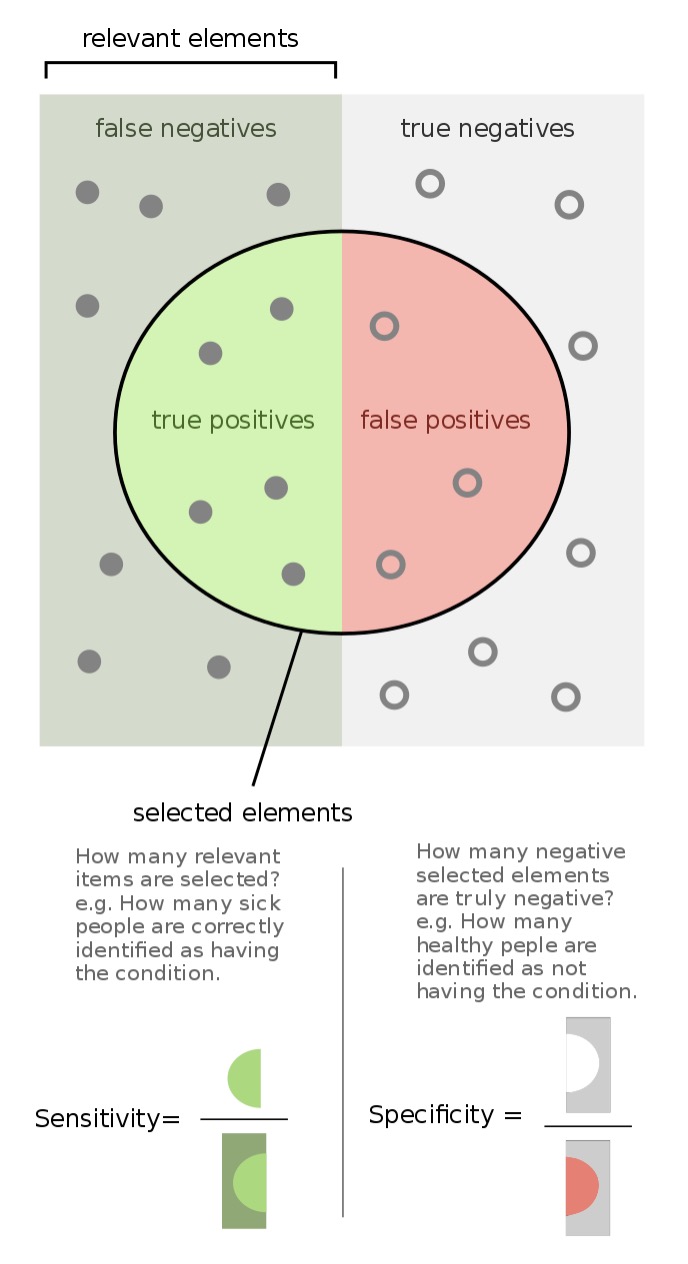 relevant elements
false negatives
true negatives
true positives
false positives
selected elements
How many relevant
items are selected?
e.g. How many sick
people are correctly
identified as having
the condition.
How many negative
selected elements
are truly negative?
e.g. How many
healthy peple are
identified as not
having the condition.
Sensitivity=
Specificity =